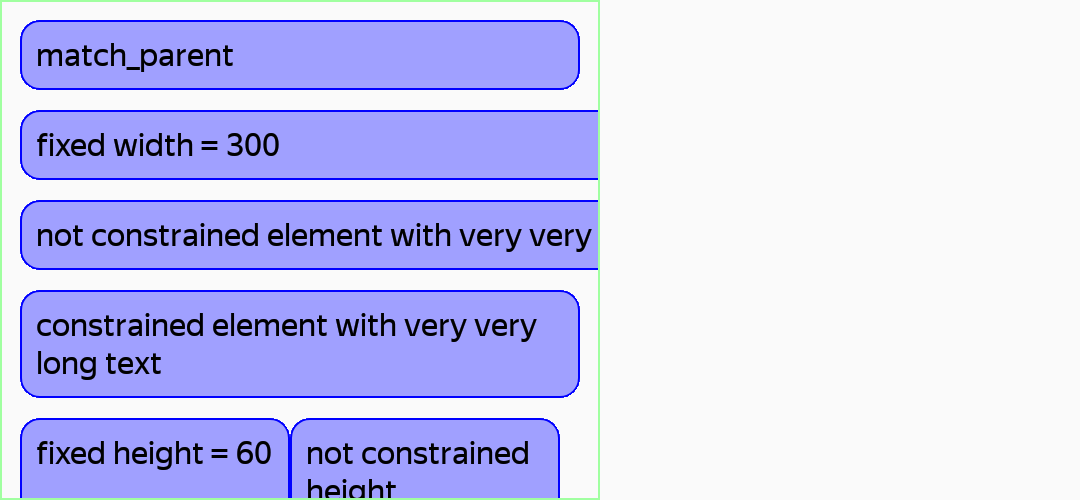 match_parent
fixed width = 300
not constrained element with very very
constrained element with very very
long text
fixed height = 60
not constrained
height